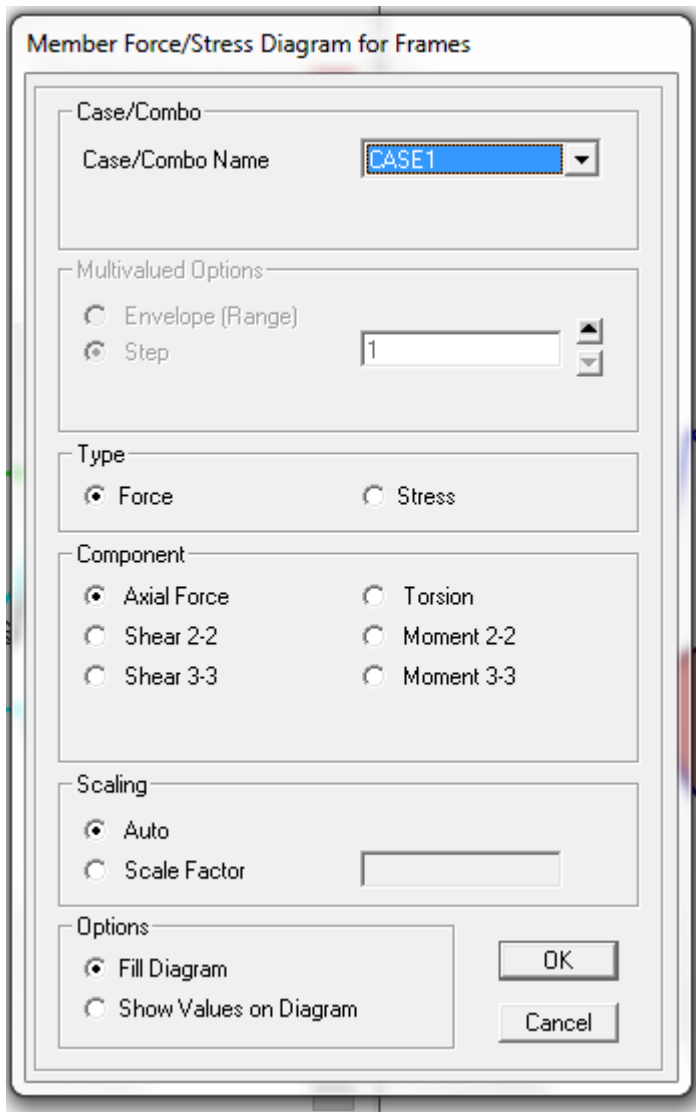 Member Force/Stress Diagram for Frames
Case/Combo
Case/Combo Name CASE1
Multivalued Options
Envelope (Range)
Step 1
Type
Force Stress
Component
Axial Force Torsion
Shear 2-2 Moment 2-2
Shear 3-3 Moment 3-3
Scaling
Auto
Scale Factor
Options
Fill Diagram
Show Values on Diagram
OK
Cancel